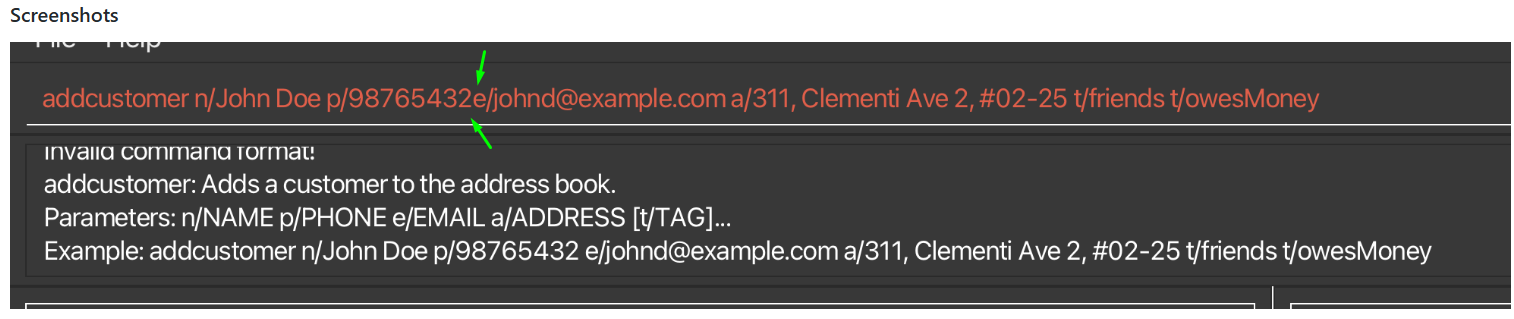 Screenshots
File Help
addcustomer n/John Doe p/98765432e/johnd@example.com a/311, Clementi Ave 2, #02-25 t/friends t/owesMoney
Invalid command format!
addcustomer: Adds a customer to the address book.
Parameters: n/NAME p/PHONE e/EMAIL a/ADDRESS [t/TAG]...
Example: addcustomer n/John Doe p/98765432 e/johnd@example.com a/311, Clementi Ave 2, #02-25 t/friends t/owesMoney